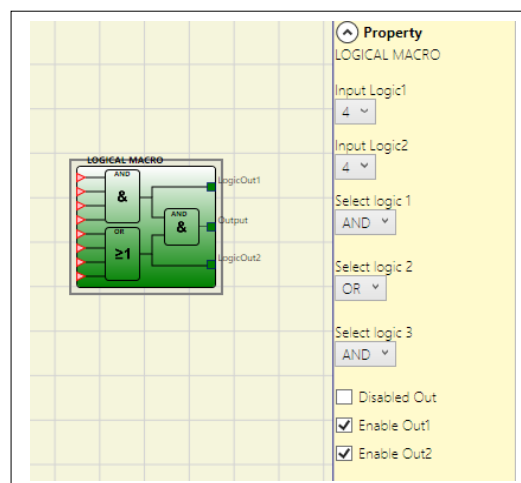 Property
LOGICAL MACRO
Input Logic1
4
Input Logic2
4
Select logic 1
AND
Select logic 2
OR
Select logic 3
AND
Disabled Out
Enable Out1
Enable Out2
LOGICAL MACRO
AND
&
LogicOut1
AND
&
Output
OR
≥1
LogicOut2